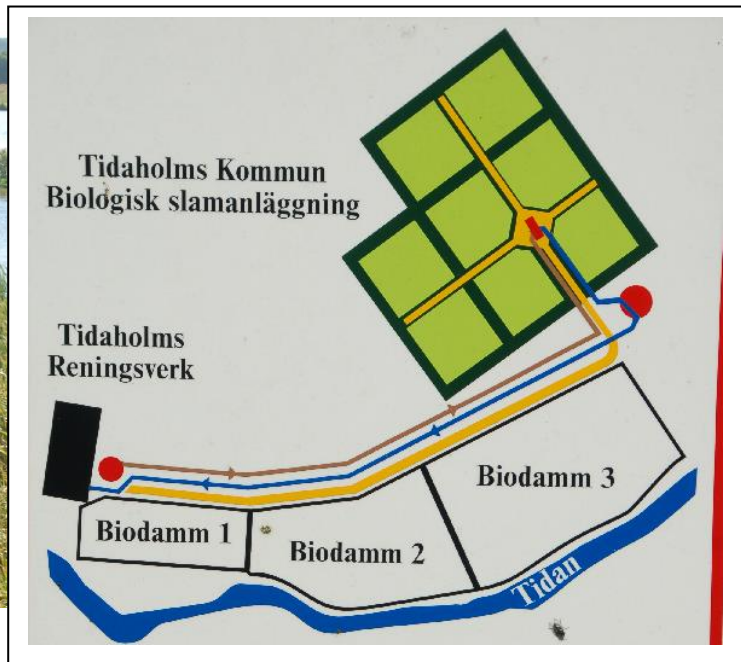 Tidaholms Kommun
Biologisk slamanläggning
Tidaholms
Reningsverk
Biodamm 1
Biodamm 2
Biodamm 3
Tidan